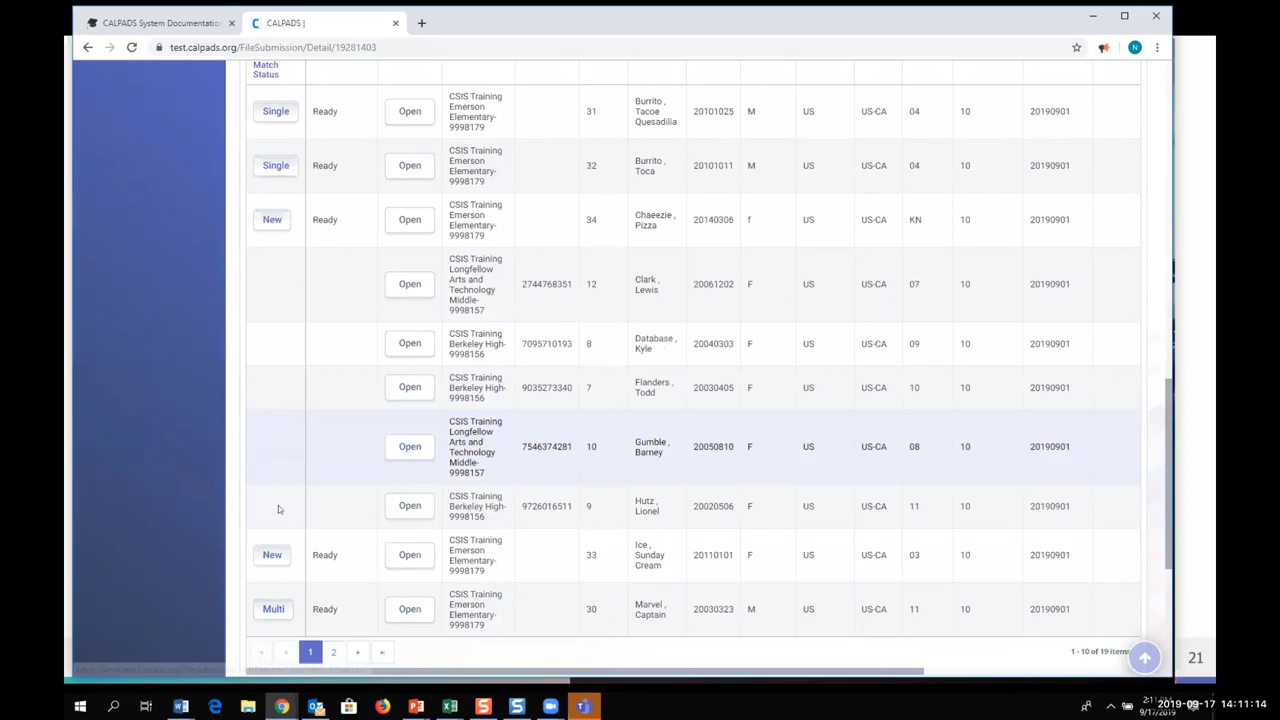 CALPADS System Documentation
CALPADS |
test.calpads.org/FileSubmission/Detail/19281403
N
Match
Status
Single Ready Open CSIS Training Emerson Elementary-9998179 31 Burrito , Tacoe Quesadilia 20101025 M US US-CA 04 10 20190901
Single Ready Open CSIS Training Emerson Elementary-9998179 32 Burrito , Toca 20101011 M US US-CA 04 10 20190901
New Ready Open CSIS Training Emerson Elementary-9998179 34 Chaeezie , Pizza 20140306 f US US-CA KN 10 20190901
Open CSIS Training Longfellow Arts and Technology Middle-9998157 2744768351 12 Clark , Lewis 20061202 F US US-CA 07 10 20190901
Open CSIS Training Berkeley High-9998156 7095710193 8 Database , Kyle 20040303 F US US-CA 09 10 20190901
Open CSIS Training Berkeley High-9998156 9035273340 7 Flanders , Todd 20030405 F US US-CA 10 10 20190901
Open CSIS Training Longfellow Arts and Technology Middle-9998157 7546374281 10 Gumble , Barney 20050810 F US US-CA 08 10 20190901
Open CSIS Training Berkeley High-9998156 9726016511 9 Hutz , Lionel 20020506 F US US-CA 11 10 20190901
New Ready Open CSIS Training Emerson Elementary-9998179 33 Ice , Sunday Cream 20110101 F US US-CA 03 10 20190901
Multi Ready Open CSIS Training Emerson Elementary-9998179 30 Marvel , Captain 20030323 M US US-CA 11 10 20190901
1 2
1 - 10 of 19 items
21
2:11 PM
9/17/2019
2019-09-17 14:11:14